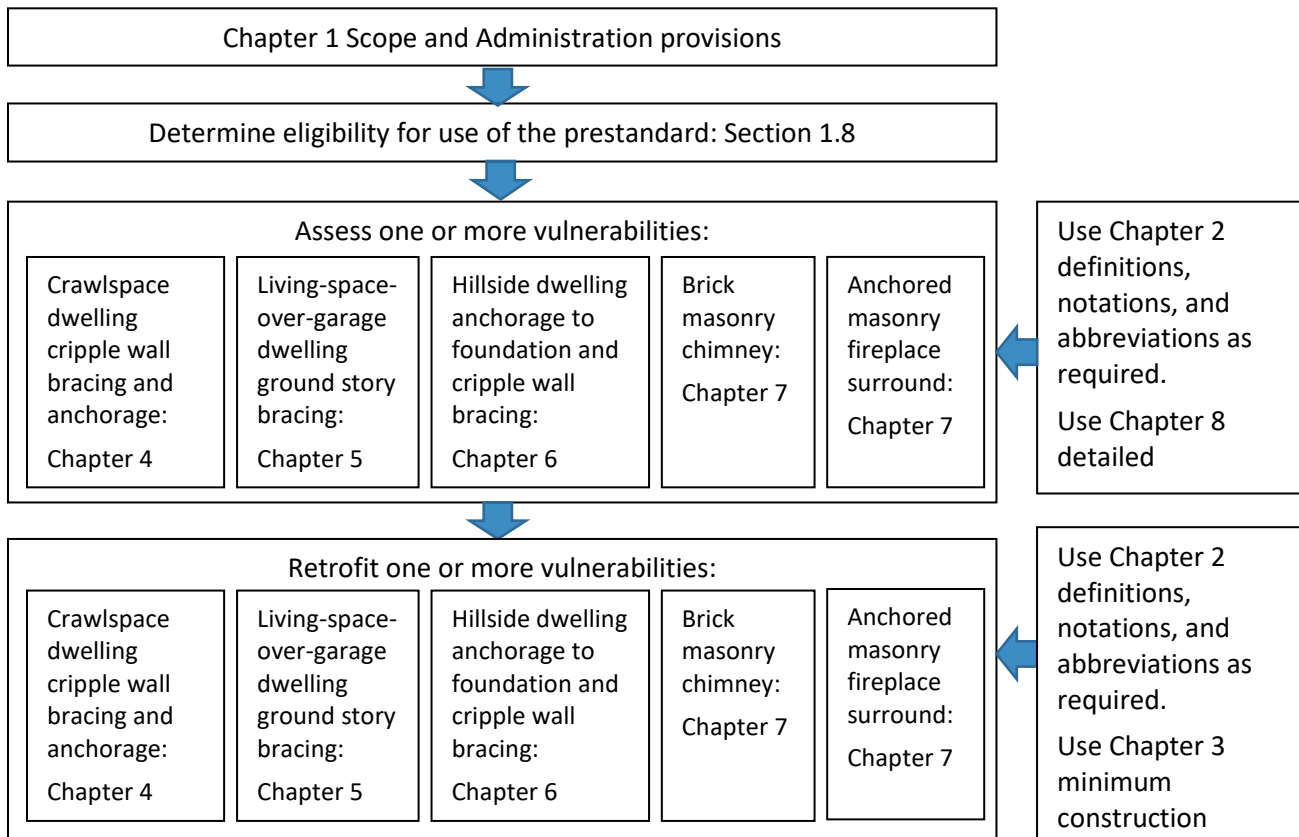 Chapter 1 Scope and Administration provisions
Determine eligibility for use of the prestandard: Section 1.8
Assess one or more vulnerabilities:
Crawlspace
dwelling
cripple wall
bracing and
anchorage:
Chapter 4
Living-space-
over-garage
dwelling
ground story
bracing:
Chapter 5
Hillside dwelling
anchorage to
foundation and
cripple wall
bracing:
Chapter 6
Brick
masonry
chimney:
Chapter 7
Anchored
masonry
fireplace
surround:
Chapter 7
Use Chapter 2
definitions,
notations, and
abbreviations as
required.
Use Chapter 8
detailed
Retrofit one or more vulnerabilities:
Crawlspace
dwelling
cripple wall
bracing and
anchorage:
Chapter 4
Living-space-
over-garage
dwelling
ground story
bracing:
Chapter 5
Hillside dwelling
anchorage to
foundation and
cripple wall
bracing:
Chapter 6
Brick
masonry
chimney:
Chapter 7
Anchored
masonry
fireplace
surround:
Chapter 7
Use Chapter 2
definitions,
notations, and
abbreviations as
required.
Use Chapter 3
minimum
construction